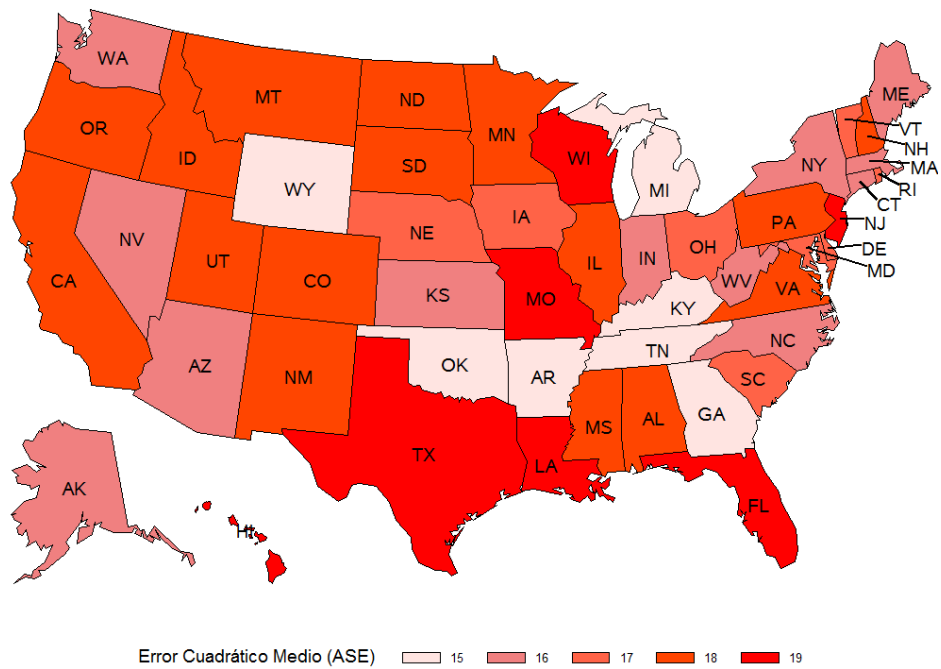 WA
ME
MT
ND
VT
OR
MN
NH
ID
SD
WI
NY
MA
MI
RI
WY
CT
IA
PA
NJ
NE
NV
OH
DE
UT
IL
IN
MD
CA
CO
WV
VA
KS
MO
KY
NC
TN
AZ
OK
AR
SC
NM
GA
MS
AL
TX
LA
AK
FL
HI
Error Cuadrático Medio (ASE) 15 16 17 18 19